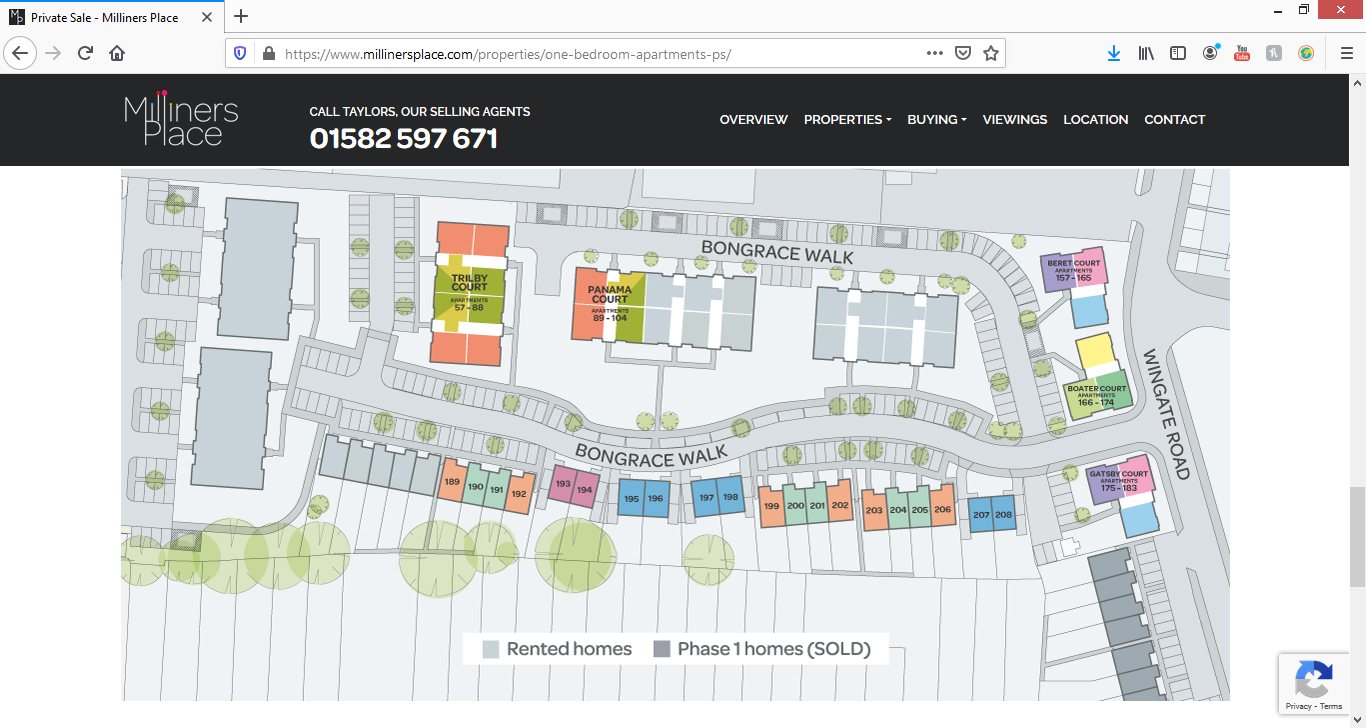 Private Sale - Milliners Place
https://www.millinersplace.com/properties/one-bedroom-apartments-ps/
You
Tube
Milliners
Place
CALL TAYLORS, OUR SELLING AGENTS
01582 597 671
OVERVIEW PROPERTIES BUYING VIEWINGS LOCATION CONTACT
BONGRACE WALK
TRILBY
COURT
APARTMENTS
57 - 88
PANAMA
COURT
APARTMENTS
89 - 104
BERET COURT
APARTMENTS
157 - 165
BOATER COURT
APARTMENTS
166 - 174
WINGATE ROAD
BONGRACE WALK
GATSBY COURT
APARTMENTS
175 - 183
189 190 191 192
193 194
195 196
197 198
199 200 201 202
203 204 205 206
207 208
Rented homes
Phase 1 homes (SOLD)
Privacy - Terms